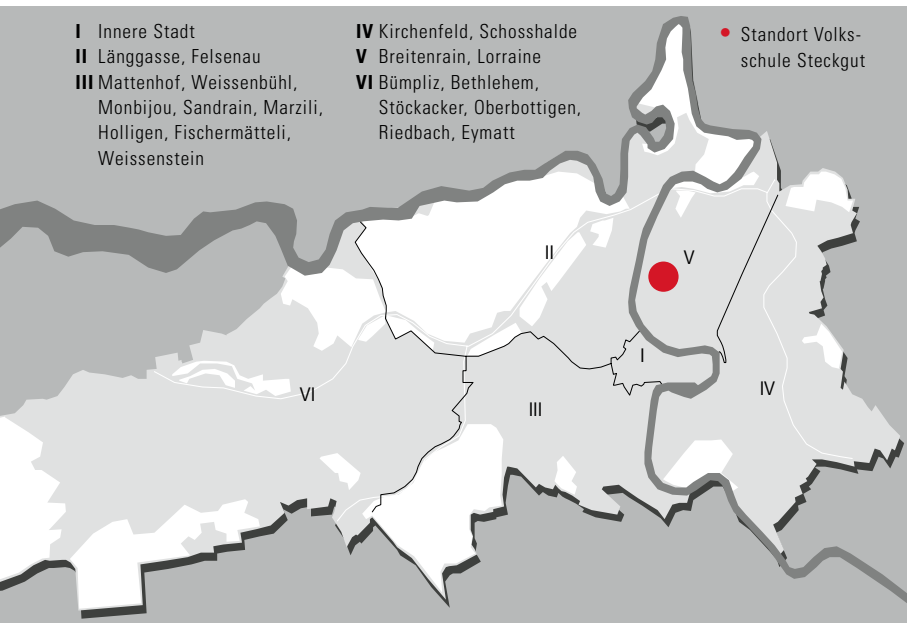 I Innere Stadt
II Länggasse, Felsenau
III Mattenhof, Weissenbühl,
Monbijou, Sandrain, Marzili,
Holligen, Fischermätteli,
Weissenstein
IV Kirchenfeld, Schosshalde
V Breitenrain, Lorraine
VI Bümpliz, Bethlehem,
Stöckacker, Oberbottigen,
Riedbach, Eymatt
Standort Volks-
schule Steckgut
II
V
I
VI
III
IV